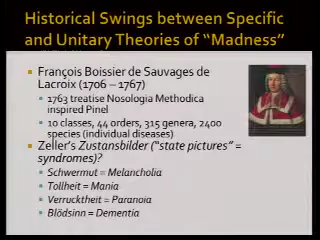 Historical Swings between Specific
and Unitary Theories of “Madness”
François Boissier de Sauvages de
Lacroix (1706 – 1767)
1763 treatise Nosologia Methodica
inspired Pinel
10 classes, 44 orders, 315 genera, 2400
species (individual diseases)
Zeller's Zustansbilder (“state pictures” =
syndromes)?
Schwermut = Melancholia
Tollheit = Mania
Verrucktheit = Paranoia
Blödsinn = Dementia